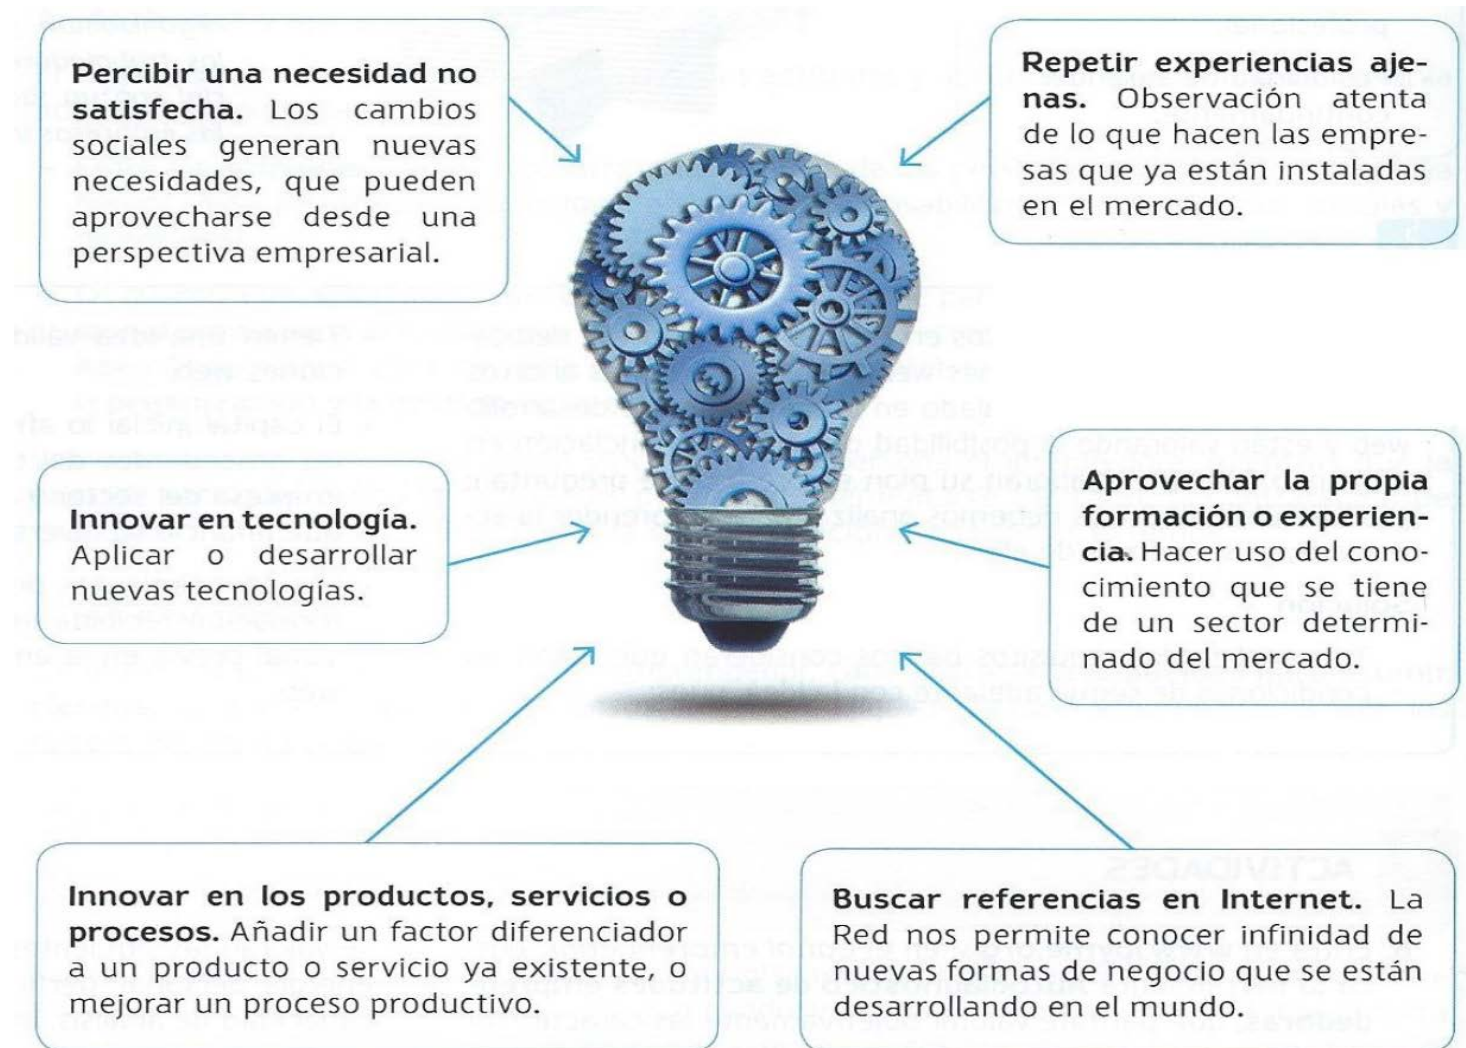 Percibir una necesidad no
satisfecha. Los cambios
sociales generan nuevas
necesidades, que pueden
aprovecharse desde una
perspectiva empresarial.
Repetir experiencias aje-
nas. Observación atenta
de lo que hacen las empre-
sas que ya están instaladas
en el mercado.
Innovar en tecnología.
Aplicar o desarrollar
nuevas tecnologías.
Aprovechar la propia
formación o experien-
cia. Hacer uso del cono-
cimiento que se tiene
de un sector determi-
nado del mercado.
Innovar en los productos, servicios o
procesos. Añadir un factor diferenciador
a un producto o servicio ya existente, o
mejorar un proceso productivo.
Buscar referencias en Internet. La
Red nos permite conocer infinidad de
nuevas formas de negocio que se están
desarrollando en el mundo.